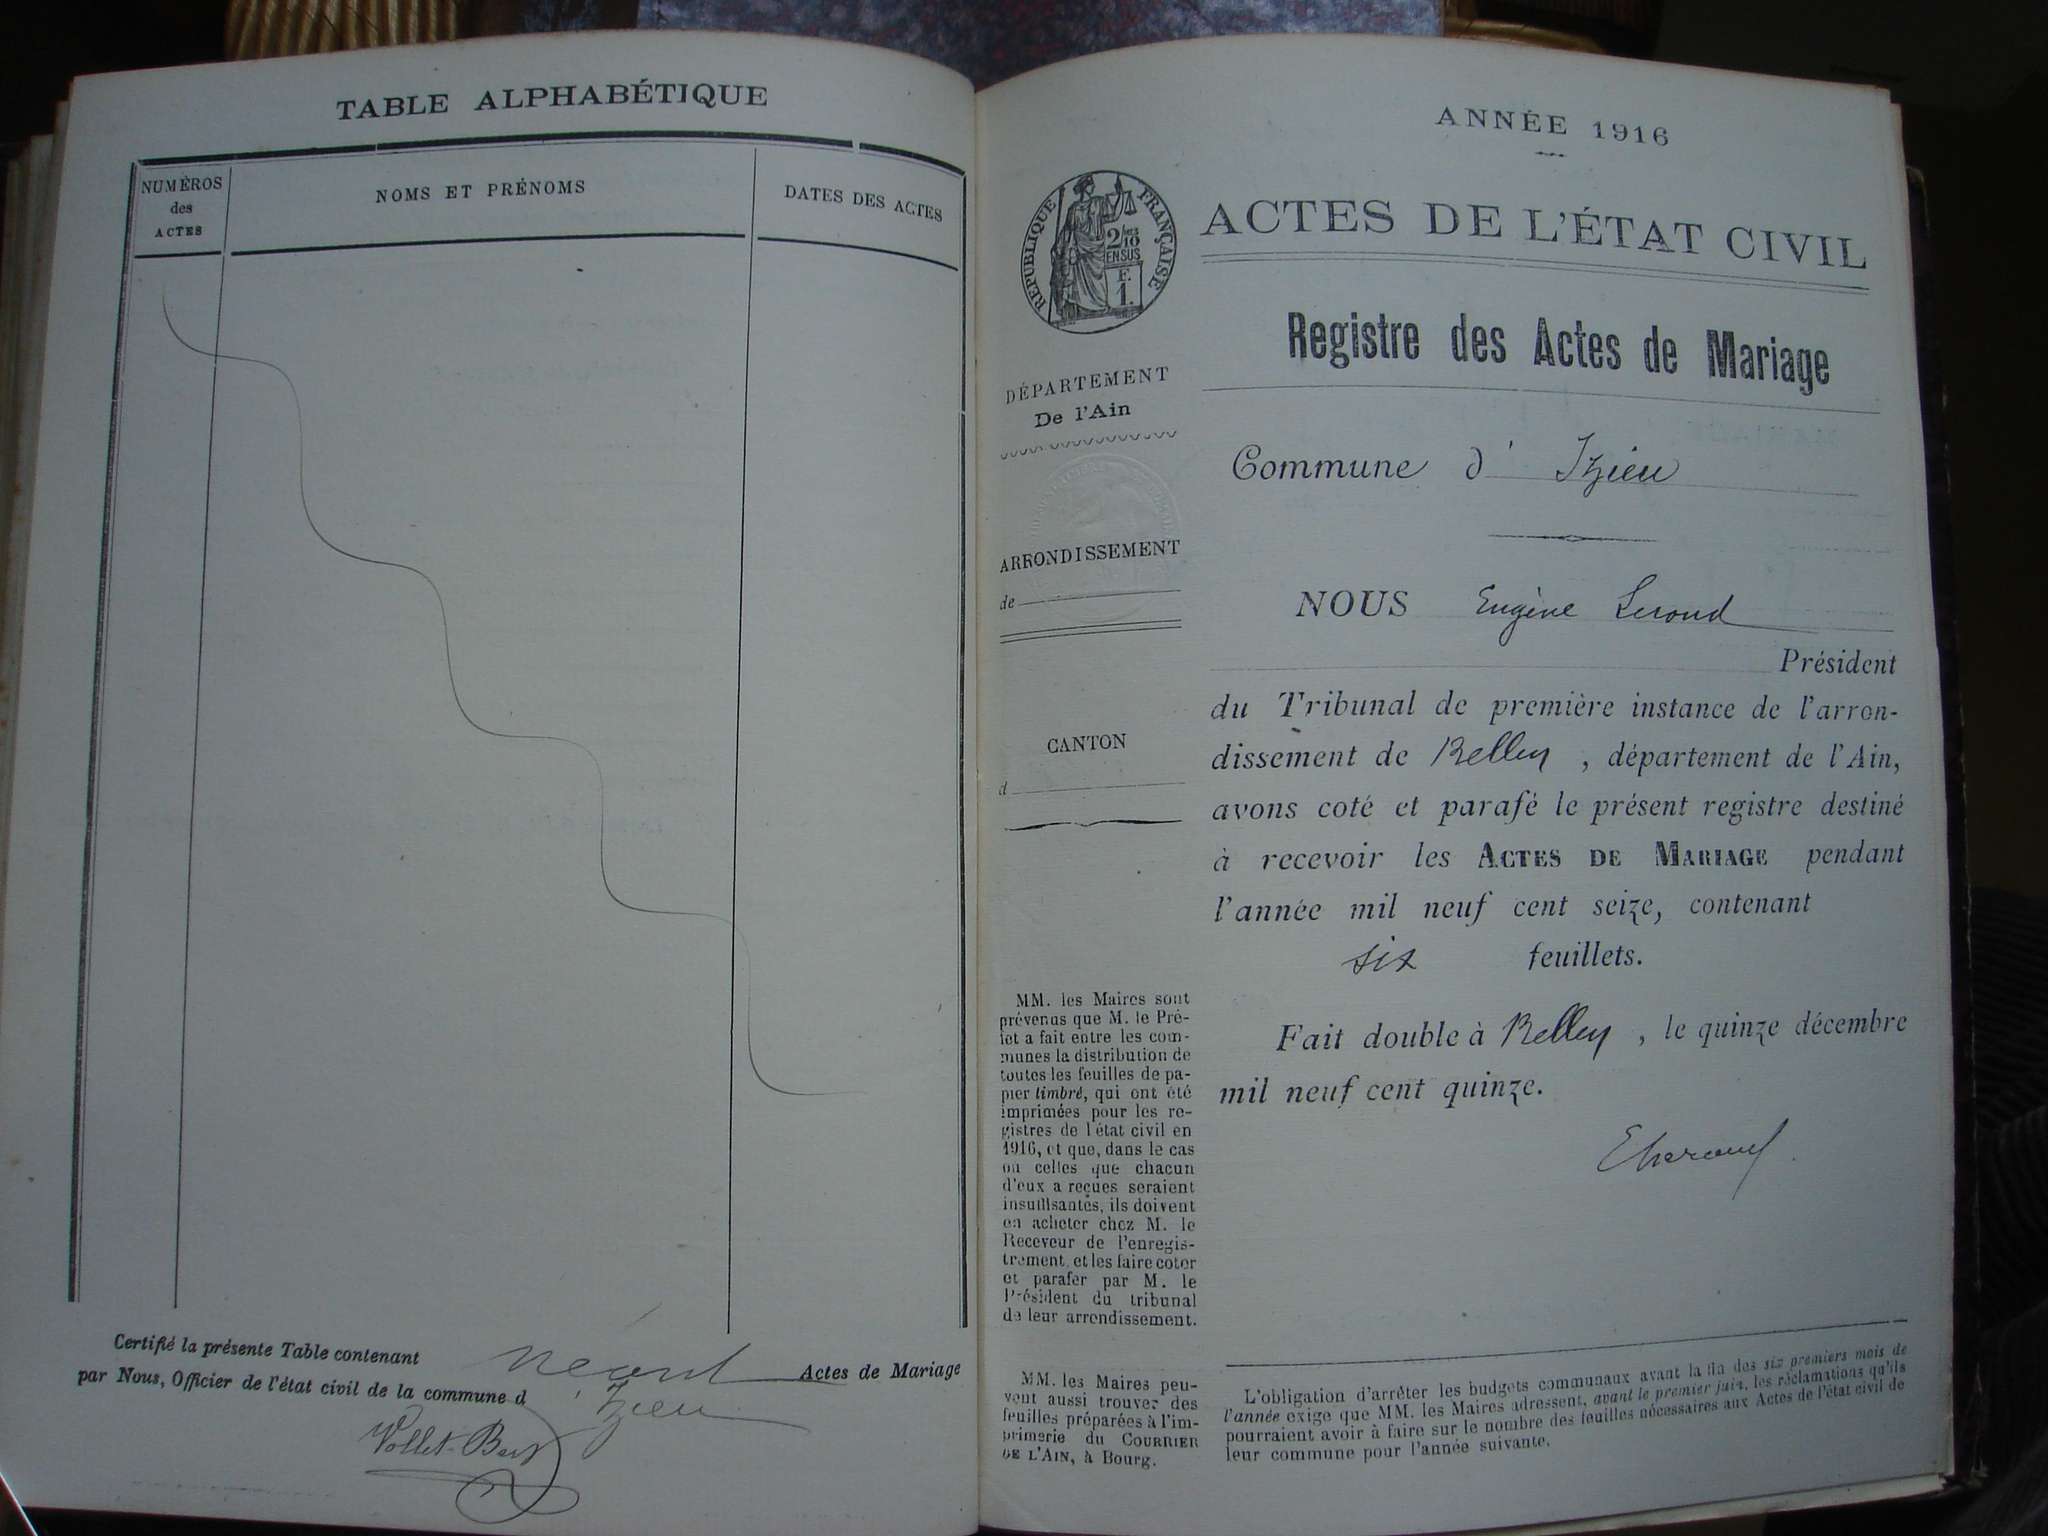 TABLE ALPHABÉTIQUE
NUMÉROS
des
ACTES
NOMS ET PRÉNOMS
DATES DES ACTES
Certifié la présente Table contenant néant Actes de Mariage
par Nous, Officier de l'état civil de la commune d'Izieu
Vollet-Bert
ANNÉE 1916
RÉPUBLIQUE FRANÇAISE
2/10
EN SUS
F.
1.
ACTES DE L'ÉTAT CIVIL
Registre des Actes de Mariage
DÉPARTEMENT
De l'Ain
ARRONDISSEMENT
de
CANTON
d
MM. les Maires sont
prévenus que M. le Pré-
fet a fait entre les com-
munes la distribution de
toutes les feuilles de pa-
pier timbré, qui ont été
imprimées pour les re-
gistres de l'état civil en
1916, et que, dans le cas
où celles que chacun
d'eux a reçues seraient
insuffisantes, ils doivent
en acheter chez M. le
Receveur de l'enregis-
trement, et les faire coter
et parafer par M. le
Président du tribunal
de leur arrondissement.
MM. les Maires peu-
vent aussi trouver des
feuilles préparées à l'im-
primerie du COURRIER
DE L'AIN, à Bourg.
Commune d'Izieu
NOUS Eugène
Président
du Tribunal de première instance de l'arron-
dissement de Belley, département de l'Ain,
avons coté et parafé le présent registre destiné
à recevoir les ACTES DE MARIAGE pendant
l'année mil neuf cent seize, contenant
six feuillets.
Fait double à Belley, le quinze décembre
mil neuf cent quinze.
L'obligation d'arrêter les budgets communaux avant la fin des six premiers mois de
l'année exige que MM. les Maires adressent, avant le premier juin, les réclamations qu'ils
pourraient avoir à faire sur le nombre des feuilles nécessaires aux Actes de l'état civil de
leur commune pour l'année suivante.